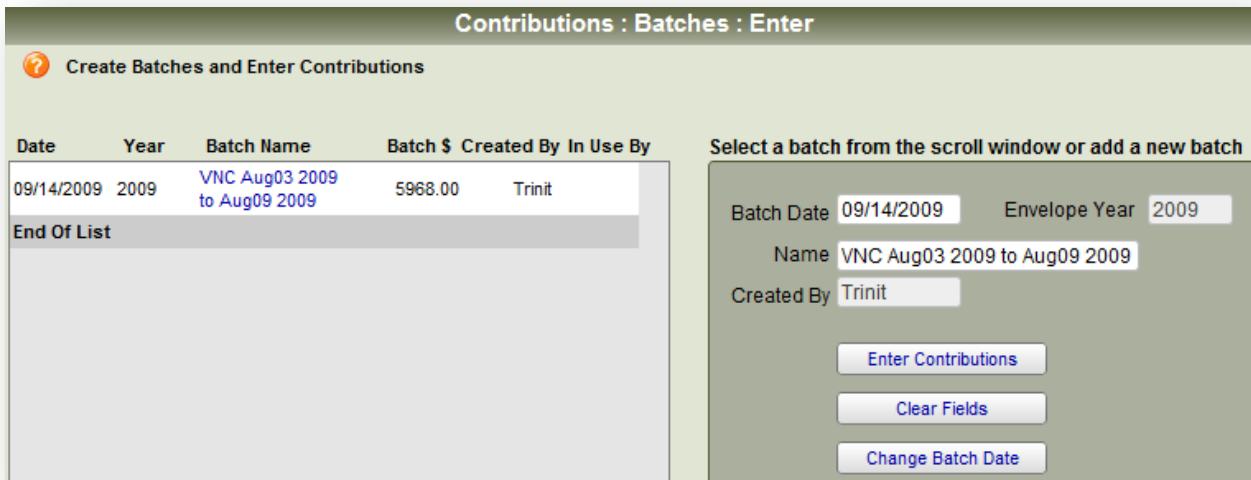 Contributions : Batches : Enter
? Create Batches and Enter Contributions
Date Year Batch Name Batch $ Created By In Use By
09/14/2009 2009 VNC Aug03 2009 5968.00 Trinit
to Aug09 2009
End Of List
Select a batch from the scroll window or add a new batch
Batch Date 09/14/2009 Envelope Year 2009
Name VNC Aug03 2009 to Aug09 2009
Created By Trinit
Enter Contributions
Clear Fields
Change Batch Date